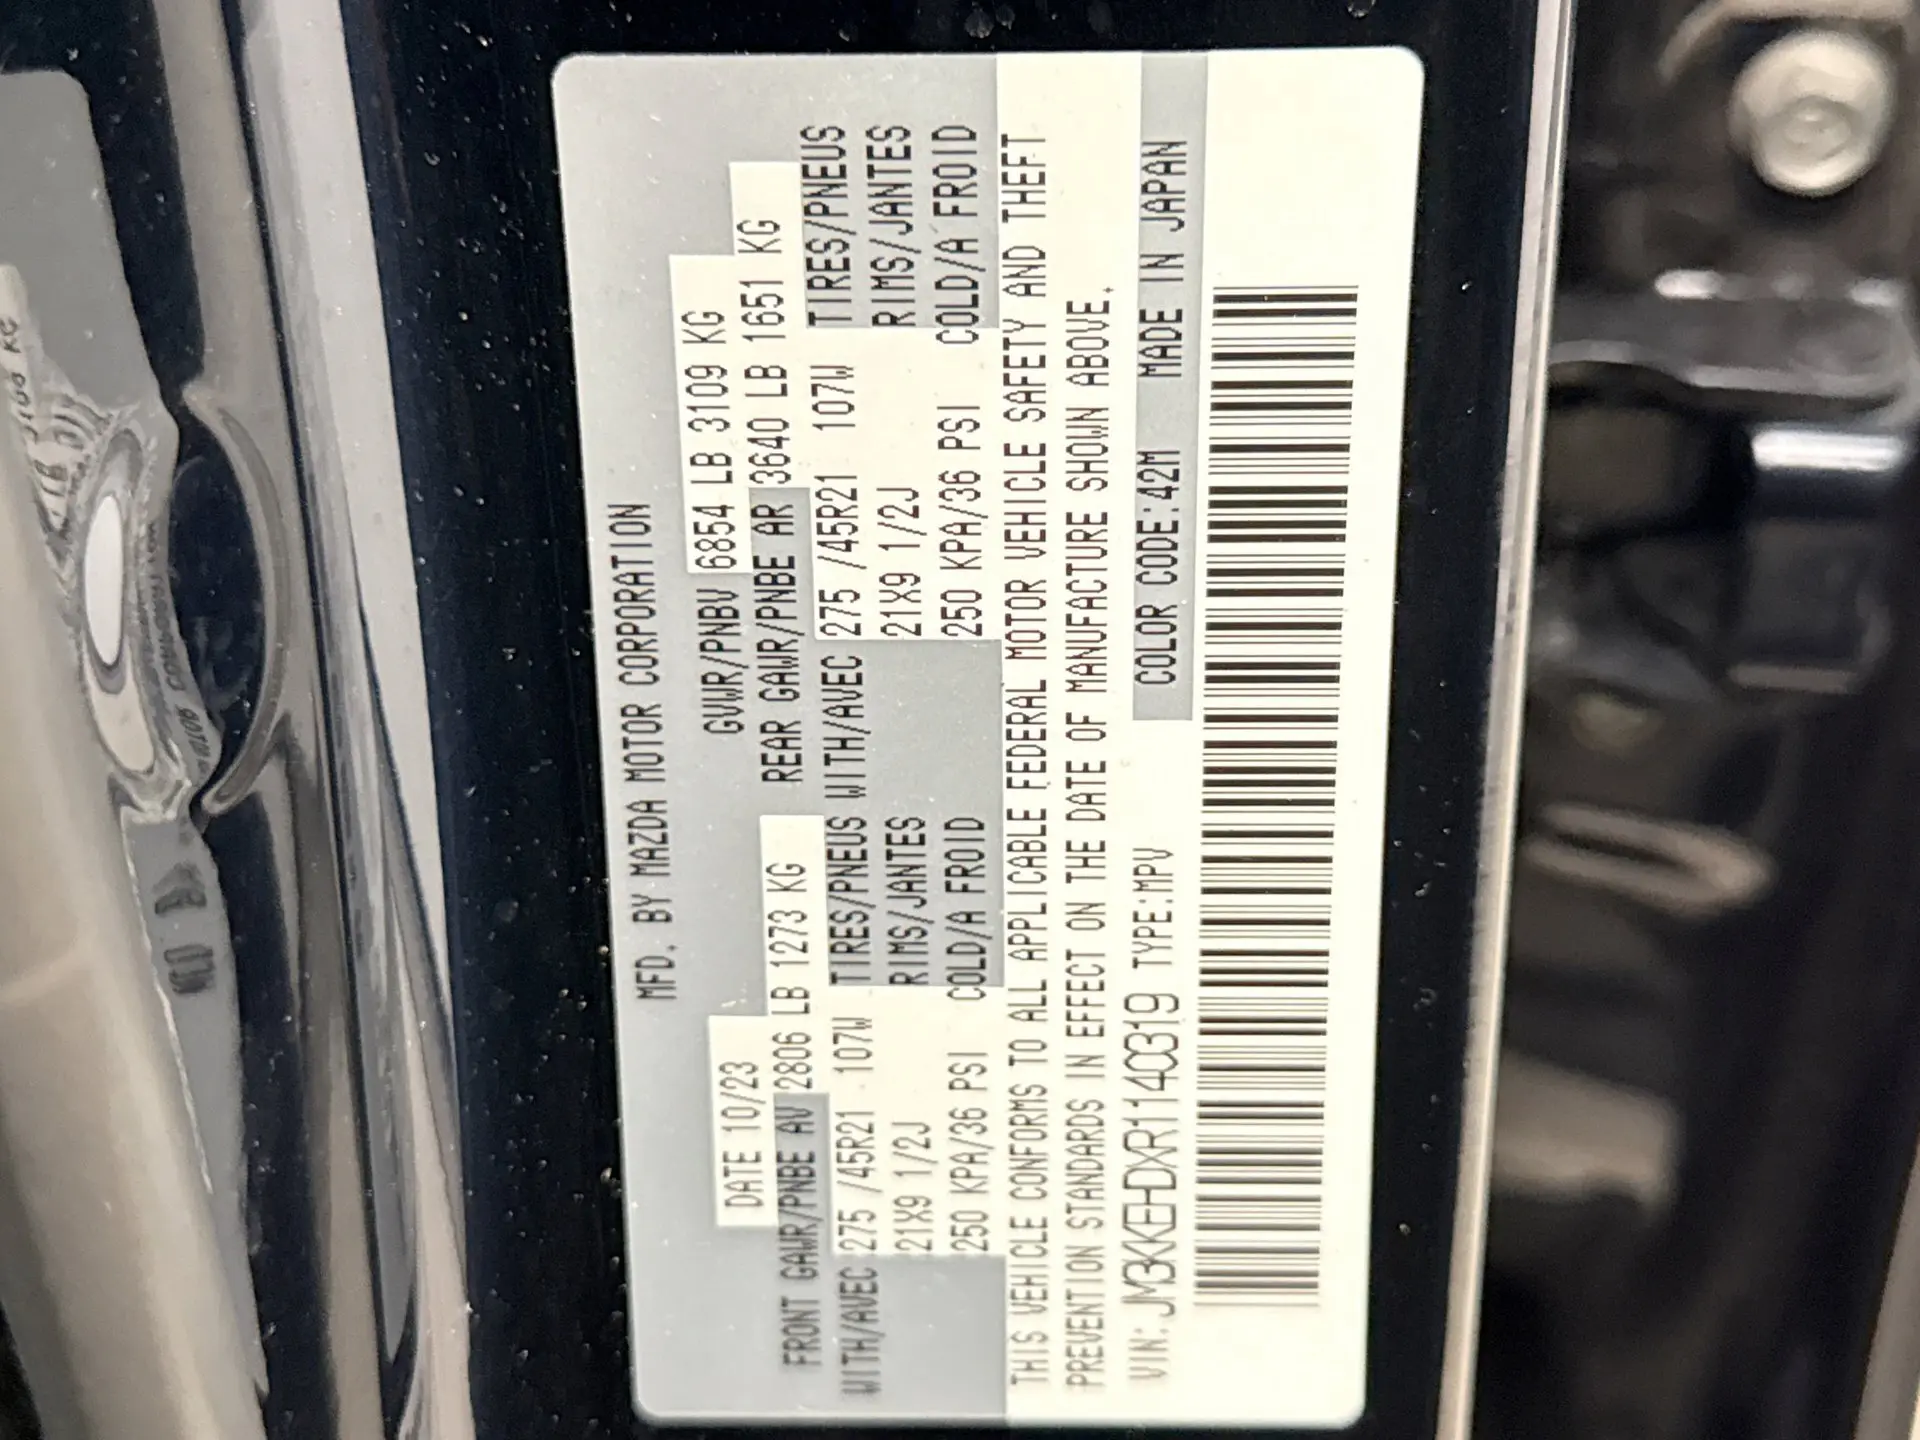 MFD. BY MAZDA MOTOR CORPORATION
DATE 10/23 GVWR/PNBV 6854 LB 3109 KG
FRONT GAWR/PNBE AV 2806 LB 1273 KG REAR GAWR/PNBE AR 3640 LB 1651 KG
WITH/AVEC 275 /45R21 107W TIRES/PNEUS WITH/AVEC 275 /45R21 107W TIRES/PNEUS
21X9 1/2J RIMS/JANTES 21X9 1/2J RIMS/JANTES
250 KPA/36 PSI COLD/A FROID 250 KPA/36 PSI COLD/A FROID
THIS VEHICLE CONFORMS TO ALL APPLICABLE FEDERAL MOTOR VEHICLE SAFETY AND THEFT
PREVENTION STANDARDS IN EFFECT ON THE DATE OF MANUFACTURE SHOWN ABOVE.
VIN: JM3KKEHDXR1140319 TYPE:MPV COLOR CODE:42M MADE IN JAPAN